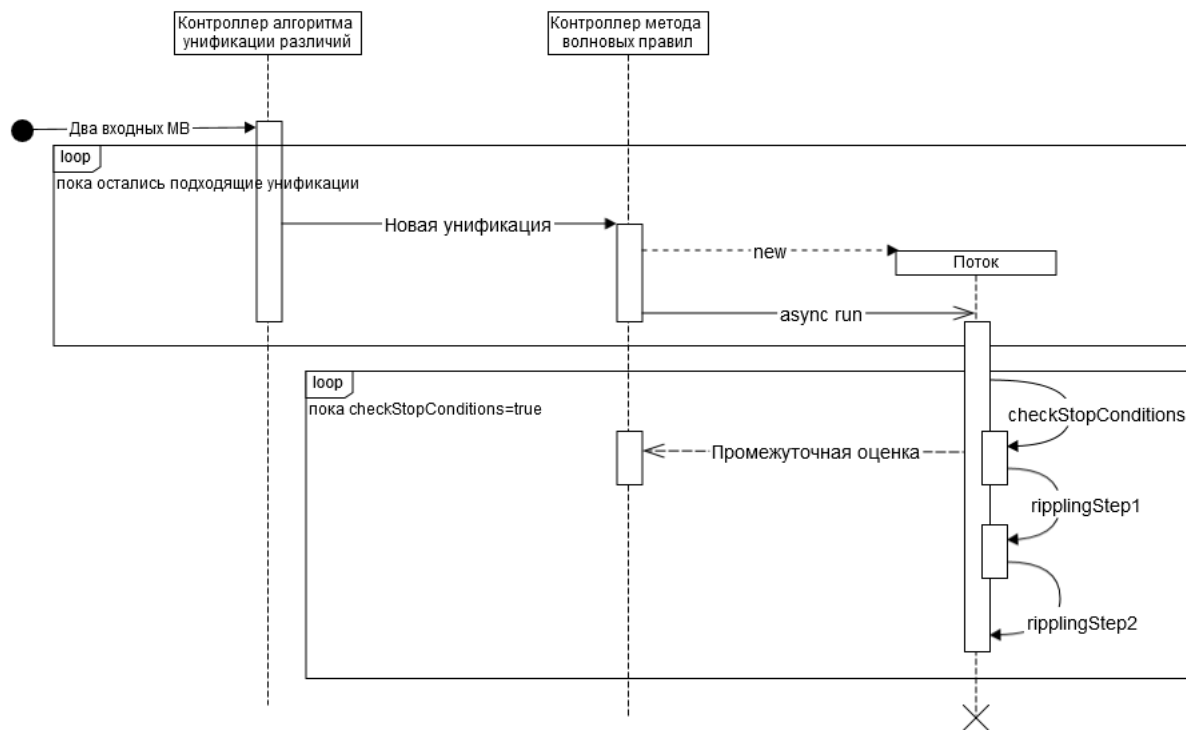 Контроллер алгоритма
унификации различий
Контроллер метода
волновых правил
Два входных МВ
loop
пока остались подходящие унификации
Новая унификация
new
Поток
async run
loop
пока checkStopConditions=true
checkStopConditions
Промежуточная оценка
ripplingStep1
ripplingStep2